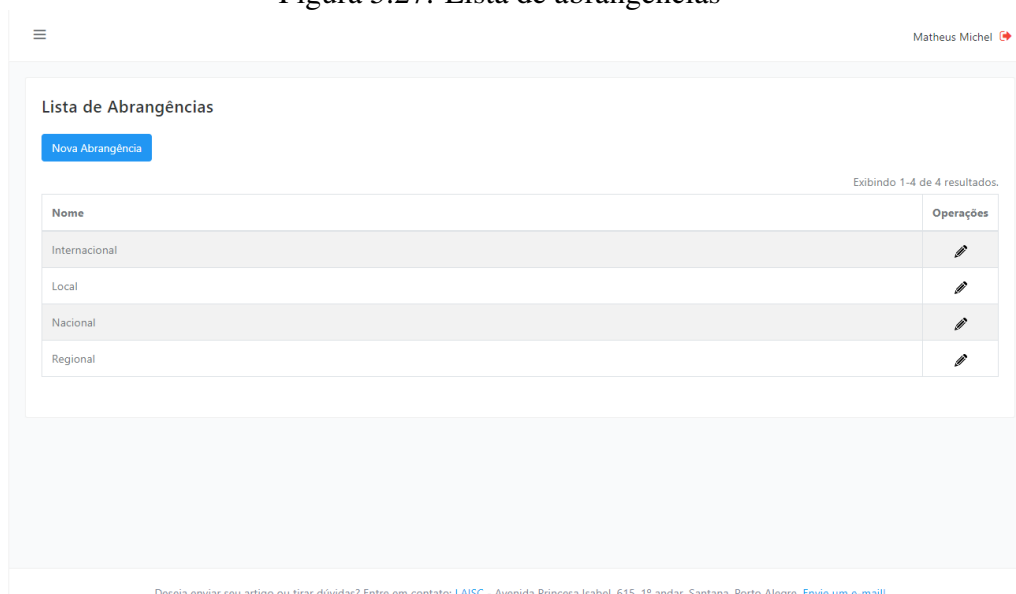 Figura 5.27: Lista de abrangências
Matheus Michel
Lista de Abrangências
Nova Abrangência
Exibindo 1-4 de 4 resultados.
Nome Operações
Internacional
Local
Nacional
Regional
Deseja enviar seu artigo ou tirar dúvidas? Entre em contato: LAISC - Avenida Princesa Isabel, 615, 1º andar, Santana, Porto Alegre. Envie um e-mail!